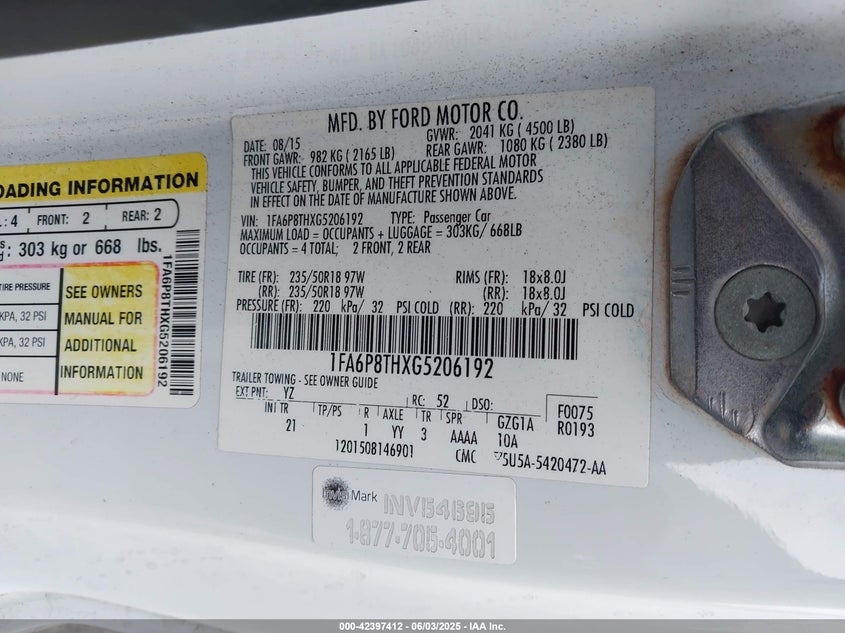 OADING INFORMATION
: 4 FRONT: 2 REAR: 2
: 303 kg or 668 lbs.
TIRE PRESSURE
KPA, 32 PSI
KPA, 32 PSI
NONE
SEE OWNERS
MANUAL FOR
ADDITIONAL
INFORMATION
1FA6P8THXG5206192
MFD. BY FORD MOTOR CO.
DATE: 08/15 GVWR: 2041 KG ( 4500 LB)
FRONT GAWR: 982 KG ( 2165 LB) REAR GAWR: 1080 KG ( 2380 LB)
THIS VEHICLE CONFORMS TO ALL APPLICABLE FEDERAL MOTOR
VEHICLE SAFETY, BUMPER, AND THEFT PREVENTION STANDARDS
IN EFFECT ON THE DATE OF MANUFACTURE SHOWN ABOVE.
VIN: 1FA6P8THXG5206192 TYPE: Passenger Car
MAXIMUM LOAD = OCCUPANTS + LUGGAGE = 303KG/ 668LB
OCCUPANTS = 4 TOTAL; 2 FRONT, 2 REAR
TIRE (FR): 235/50R18 97W RIMS (FR): 18x8.0J
(RR): 235/50R18 97W (RR): 18x8.0J
PRESSURE (FR): 220 kPa/ 32 PSI COLD (RR): 220 kPa/ 32 PSI COLD
1FA6P8THXG5206192
TRAILER TOWING - SEE OWNER GUIDE
EXT PNT: YZ RC: 52 DSO: F0075
INT TR TP/PS R AXLE TR SPR GZG1A R0193
21 1 YY 3 AAAA 10A
1201508146901 CMC 5U5A-5420472-AA
Mark INV54B95
1-877-705-4001
000-42397412 | 06/03/2025 - IAA Inc.